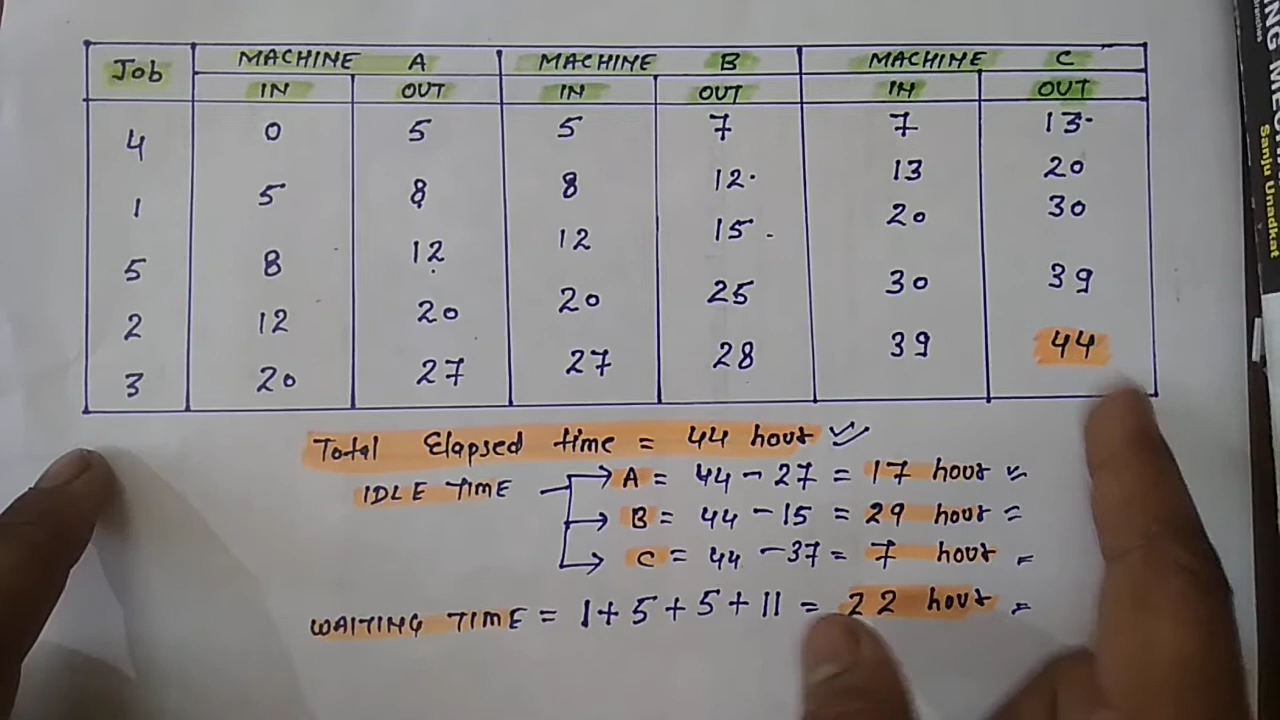 Job MACHINE A MACHINE B MACHINE C
IN OUT IN OUT IN OUT
4 0 5 5 7 7 13
1 5 8 8 12 13 20
5 8 12 12 15 20 30
2 12 20 20 25 30 39
3 20 27 27 28 39 44
Total Elapsed time = 44 hour
IDLE TIME → A = 44 - 27 = 17 hour
→ B = 44 - 15 = 29 hour
→ C = 44 - 37 = 7 hour
WAITING TIME = 1 + 5 + 5 + 11 = 22 hour
Sanju Unadkat